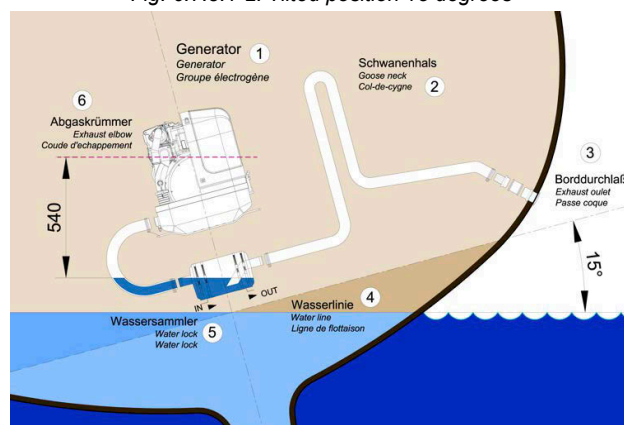 Fig. 6.7.3.4-2: Tilted position 15 degrees
Generator
Generator
Groupe électrogène
1
Schwanenhals
Goose neck
Col-de-cygne
2
6
Abgaskrümmer
Exhaust elbow
Coude d'echappement
3
Borddurchlaß
Exhaust oulet
Passe coque
540
15°
IN
OUT
Wasserlinie
Water line
Ligne de flottaison
4
Wassersammler
Water lock
Water lock
5